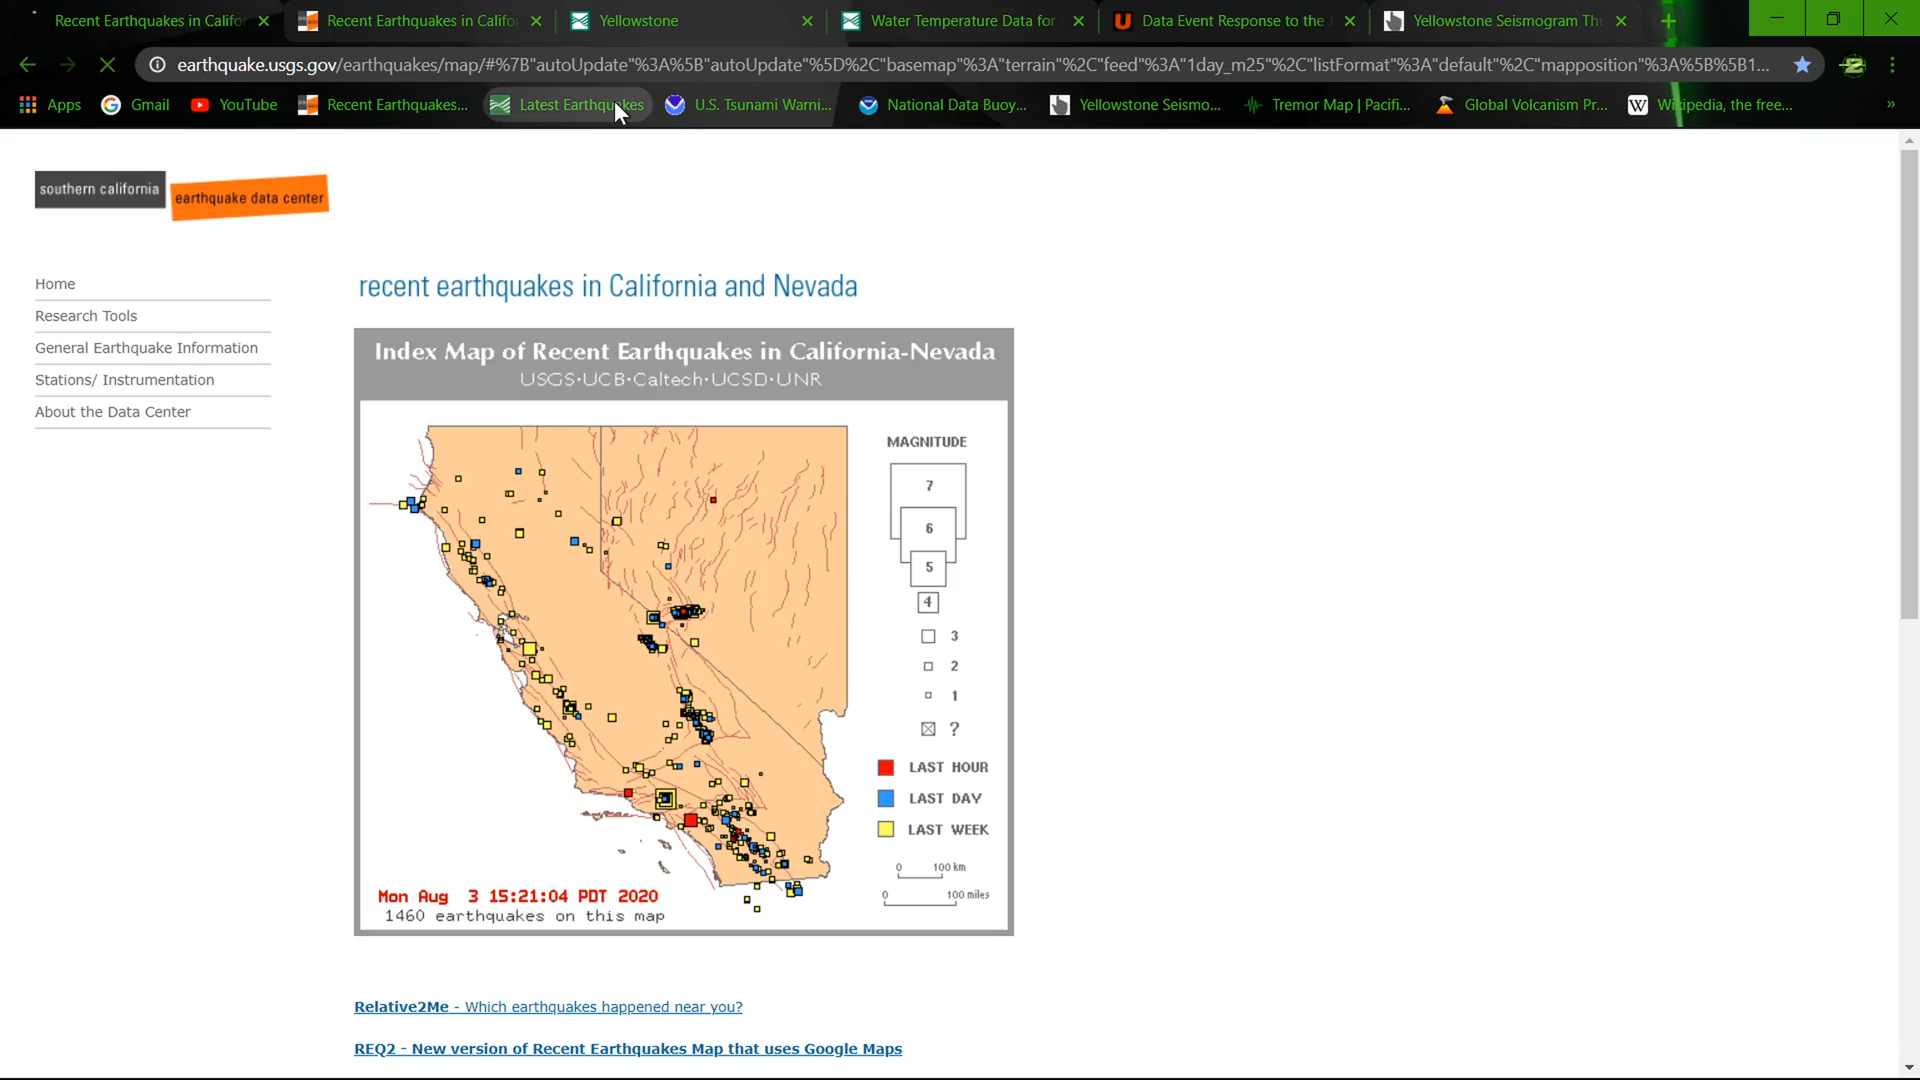 Recent Earthquakes in Califor
Recent Earthquakes in Califo
Yellowstone
Water Temperature Data for
Data Event Response to the
Yellowstone Seismogram Thu
earthquake.usgs.gov/earthquakes/map/#%7B"autoUpdate"%3A%5B"autoUpdate"%5D%2C"basemap"%3A"terrain"%2C"feed"%3A"1day_m25"%2C"listFormat"%3A"default"%2C"mapposition"%3A%5B%5B1...
Apps
Gmail
YouTube
Recent Earthquakes...
Latest Earthquakes
U.S. Tsunami Warni...
National Data Buoy...
Yellowstone Seismo...
Tremor Map | Pacifi...
Global Volcanism Pr...
W
Wikipedia, the free...
»
southern california
earthquake data center
Home
Research Tools
General Earthquake Information
Stations/ Instrumentation
About the Data Center
recent earthquakes in California and Nevada
Index Map of Recent Earthquakes in California-Nevada
USGS·UCB·Caltech·UCSD·UNR
MAGNITUDE
7
6
5
4
3
2
1
?
LAST HOUR
LAST DAY
LAST WEEK
0 100 km
0 100 miles
Mon Aug 3 15:21:04 PDT 2020
1460 earthquakes on this map
Relative2Me - Which earthquakes happened near you?
REQ2 - New version of Recent Earthquakes Map that uses Google Maps